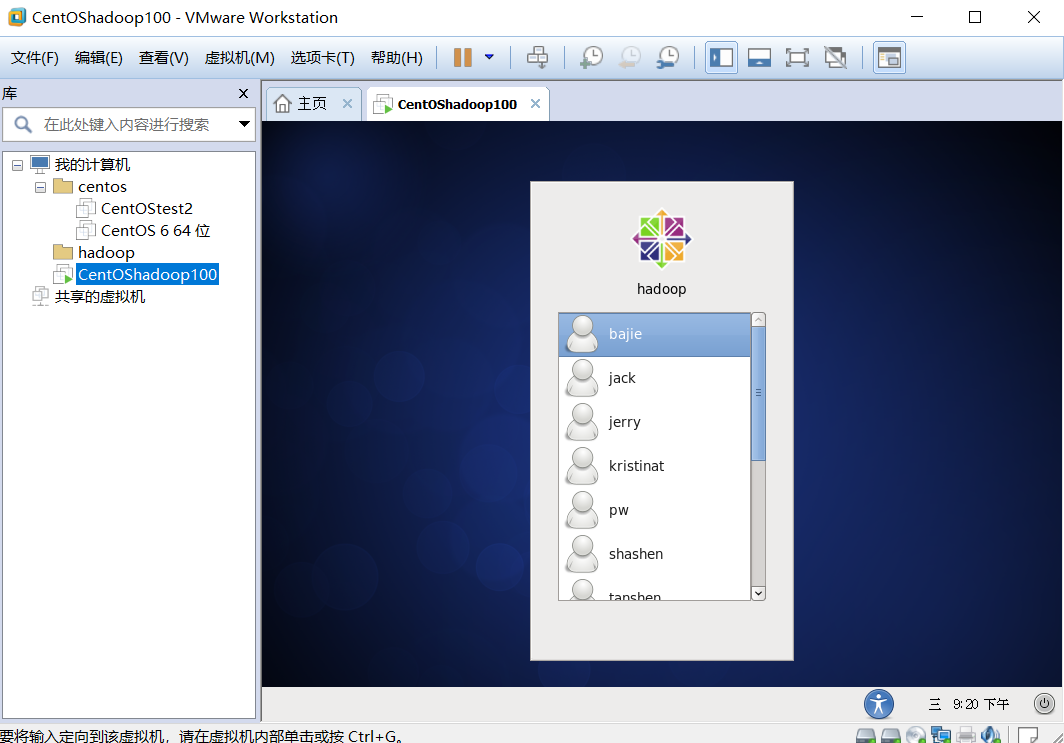 CentOShadoop100 - VMware Workstation
文件(F) 编辑(E) 查看(V) 虚拟机(M) 选项卡(T) 帮助(H)
库
在此处键入内容进行搜索
我的计算机
centos
CentOStest2
CentOS 6 64 位
hadoop
CentOShadoop100
共享的虚拟机
主页 CentOShadoop100
hadoop
bajie
jack
jerry
kristinat
pw
shashen
tanshen
三 9:20 下午
要将输入定向到该虚拟机，请在虚拟机内部单击或按 Ctrl+G。